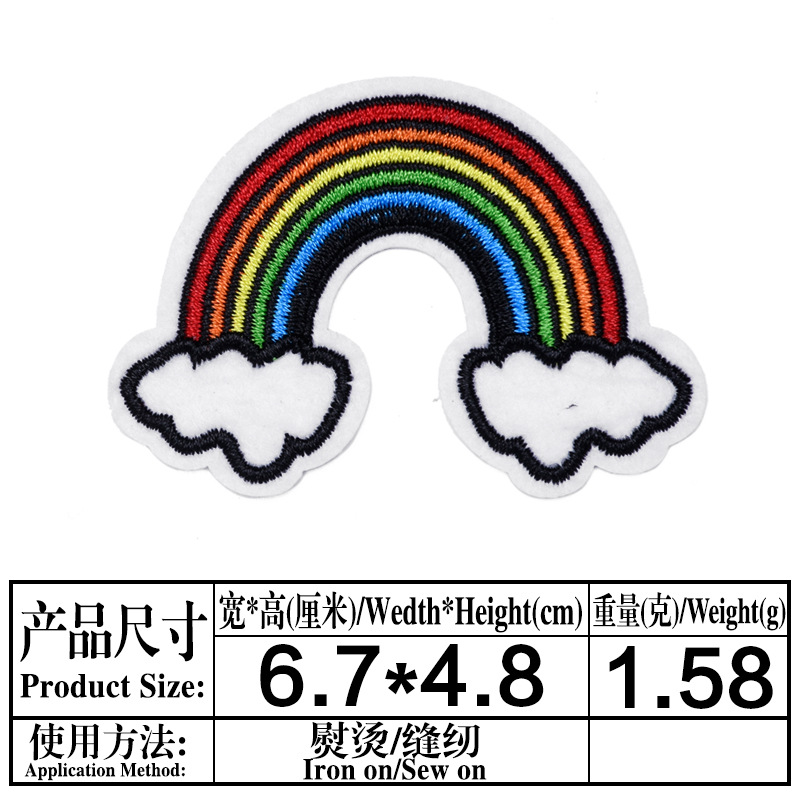 产品尺寸
Product Size:
宽*高(厘米)/Wedth*Height(cm)
重量(克)/Weight(g)
6.7*4.8
1.58
使用方法:
Application Method:
熨烫/缝纫
Iron on/Sew on